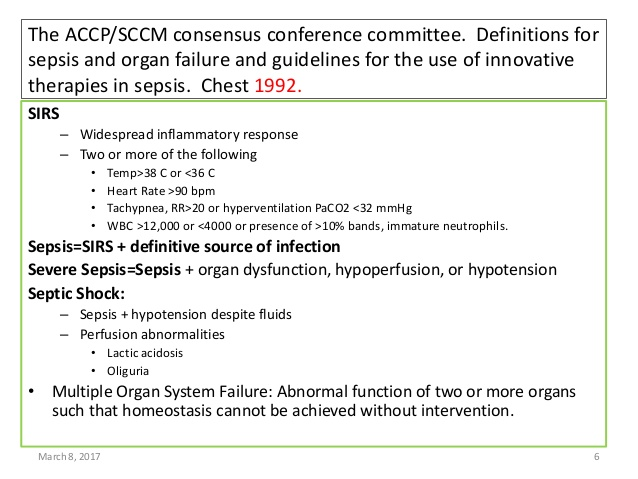 The ACCP/SCCM consensus conference committee.  Definitions for
sepsis and organ failure and guidelines for the use of innovative
therapies in sepsis.  Chest 1992.
SIRS
– Widespread inflammatory response
– Two or more of the following
• Temp>38 C or <36 C
• Heart Rate >90 bpm
• Tachypnea, RR>20 or hyperventilation PaCO2 <32 mmHg
• WBC >12,000 or <4000 or presence of >10% bands, immature neutrophils.
Sepsis=SIRS + definitive source of infection
Severe Sepsis=Sepsis + organ dysfunction, hypoperfusion, or hypotension
Septic Shock:
– Sepsis + hypotension despite fluids
– Perfusion abnormalities
• Lactic acidosis
• Oliguria
• Multiple Organ System Failure: Abnormal function of two or more organs
such that homeostasis cannot be achieved without intervention.
March 8, 2017
6